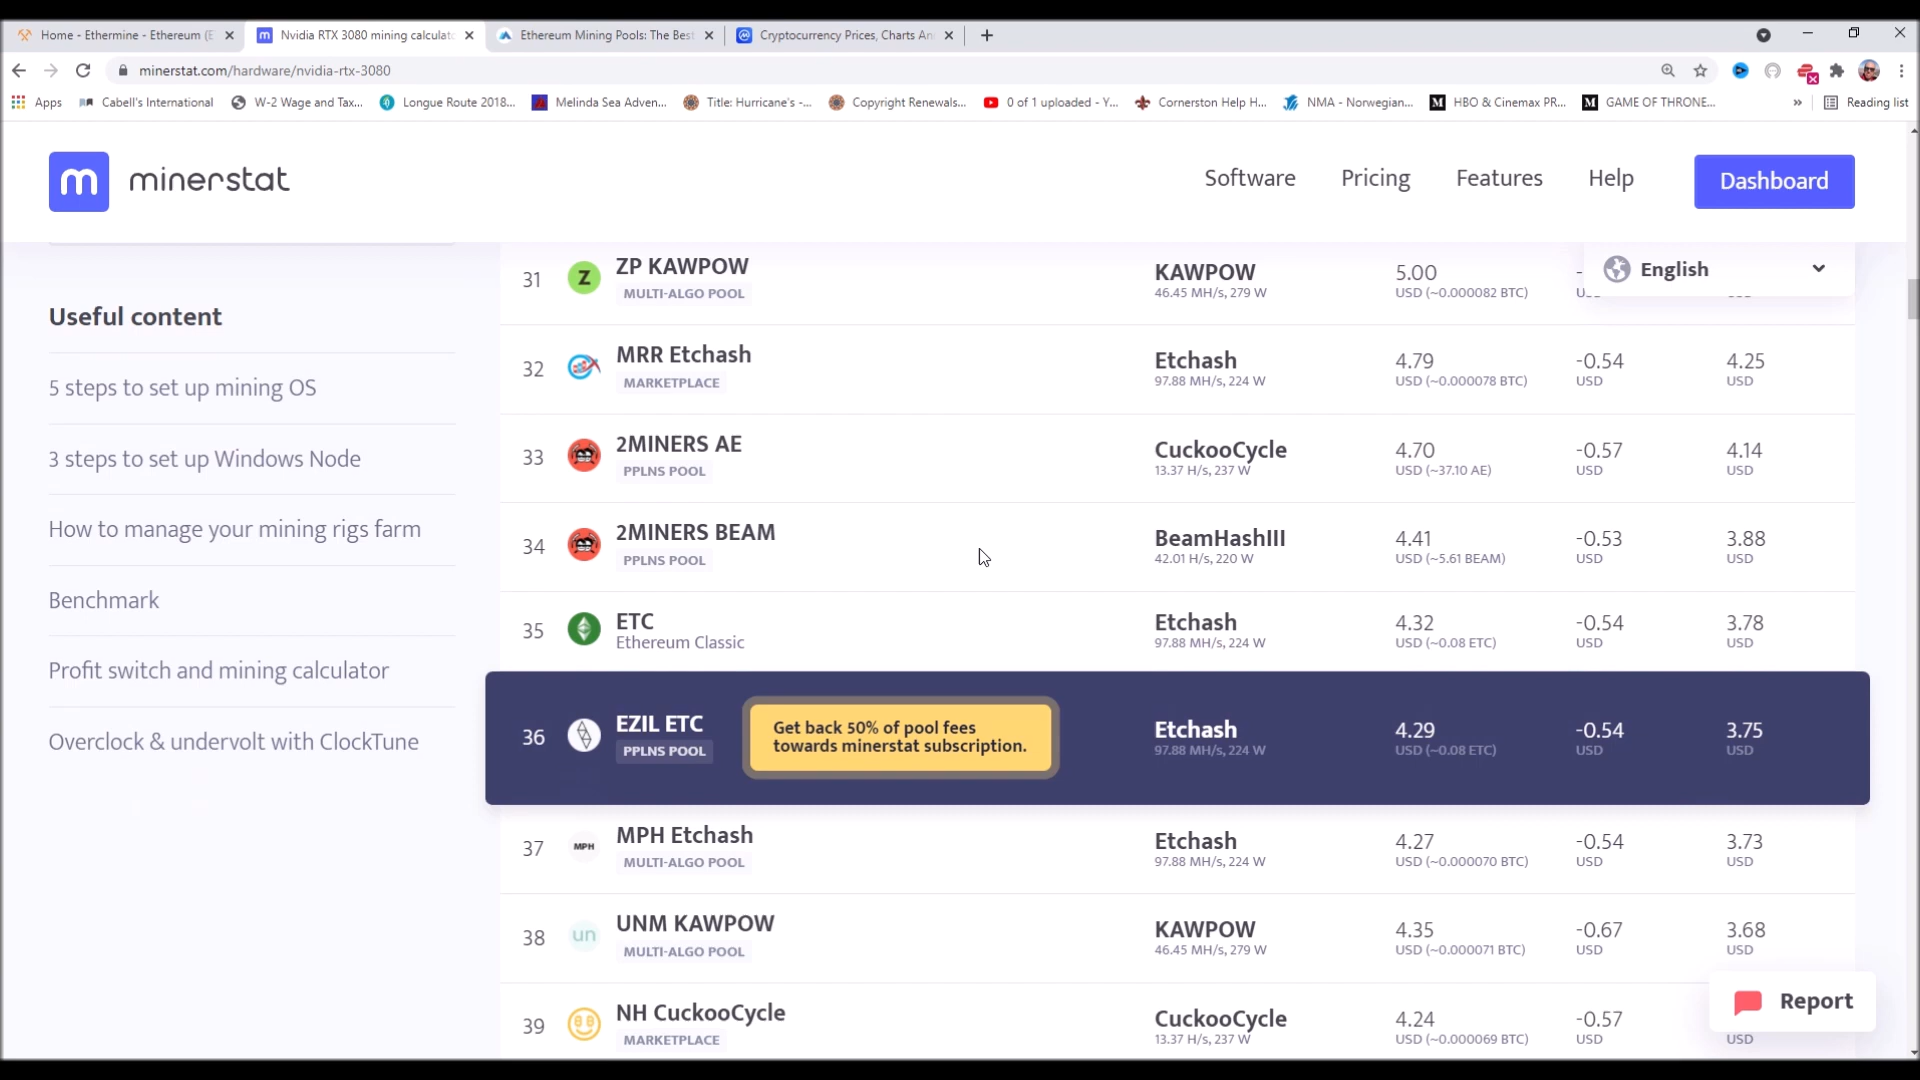 Home - Ethermine - Ethereum (E
Nvidia RTX 3080 mining calculat
Ethereum Mining Pools: The Best
Cryptocurrency Prices, Charts An
minerstat.com/hardware/nvidia-rtx-3080
Apps
Cabell's International
W-2 Wage and Tax...
Longue Route 2018...
Melinda Sea Adven...
Title: Hurricane's -...
Copyright Renewals...
0 of 1 uploaded - Y...
Cornerston Help H...
NMA - Norwegian...
HBO & Cinemax PR...
GAME OF THRONE...
Reading list
m minerstat
Software
Pricing
Features
Help
Dashboard
English
Useful content
5 steps to set up mining OS
3 steps to set up Windows Node
How to manage your mining rigs farm
Benchmark
Profit switch and mining calculator
Overclock & undervolt with ClockTune
31 Z ZP KAWPOW KAWPOW 5.00 -
MULTI-ALGO POOL 46.45 MH/s, 279 W USD (~0.000082 BTC)
32 MRR Etchash Etchash 4.79 -0.54 4.25
MARKETPLACE 97.88 MH/s, 224 W USD (~0.000078 BTC) USD USD
33 2MINERS AE CuckooCycle 4.70 -0.57 4.14
PPLNS POOL 13.37 H/s, 237 W USD (~37.10 AE) USD USD
34 2MINERS BEAM BeamHashIII 4.41 -0.53 3.88
PPLNS POOL 42.01 H/s, 220 W USD (~5.61 BEAM) USD USD
35 ETC Etchash 4.32 -0.54 3.78
Ethereum Classic 97.88 MH/s, 224 W USD (~0.08 ETC) USD USD
36 EZIL ETC Etchash 4.29 -0.54 3.75
PPLNS POOL 97.88 MH/s, 224 W USD (~0.08 ETC) USD USD
Get back 50% of pool fees
towards minerstat subscription.
37 MPH MPH Etchash Etchash 4.27 -0.54 3.73
MULTI-ALGO POOL 97.88 MH/s, 224 W USD (~0.000070 BTC) USD USD
38 un UNM KAWPOW KAWPOW 4.35 -0.67 3.68
MULTI-ALGO POOL 46.45 MH/s, 279 W USD (~0.000071 BTC) USD USD
39 NH CuckooCycle CuckooCycle 4.24 -0.57
MARKETPLACE 13.37 H/s, 237 W USD (~0.000069 BTC) USD USD
Report